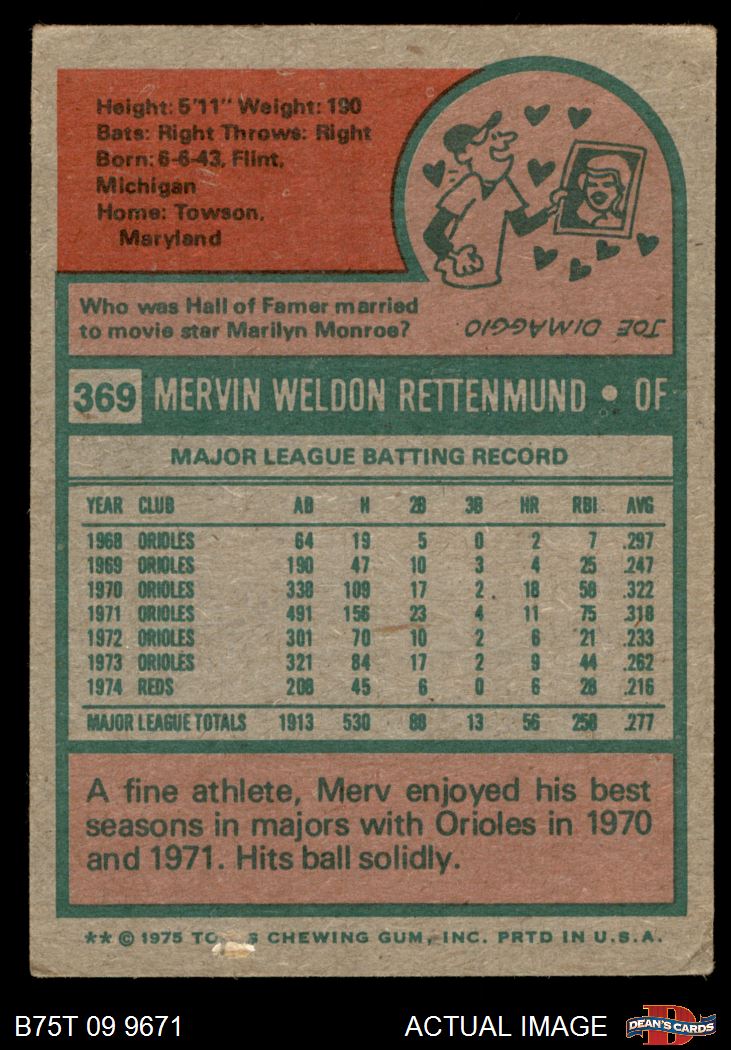 Height: 5'11" Weight: 190
Bats: Right Throws: Right
Born: 6-6-43, Flint,
Michigan
Home: Towson,
Maryland
Who was Hall of Famer married
to movie star Marilyn Monroe?
JOE DIMAGGIO
369 MERVIN WELDON RETTENMUND • OF
MAJOR LEAGUE BATTING RECORD
YEAR CLUB AB H 2B 3B HR RBI AVG
1968 ORIOLES 64 19 5 0 2 7 .297
1969 ORIOLES 190 47 10 3 4 25 .247
1970 ORIOLES 338 109 17 2 18 58 .322
1971 ORIOLES 491 156 23 4 11 75 .318
1972 ORIOLES 301 70 10 2 6 21 .233
1973 ORIOLES 321 84 17 2 9 44 .262
1974 REDS 208 45 6 0 6 28 .216
MAJOR LEAGUE TOTALS 1913 530 88 13 56 258 .277
A fine athlete, Merv enjoyed his best
seasons in majors with Orioles in 1970
and 1971. Hits ball solidly.
** © 1975 CHEWING GUM, INC. PRTD IN U.S.A.
B75T 09 9671 ACTUAL IMAGE DEAN'S CARDS